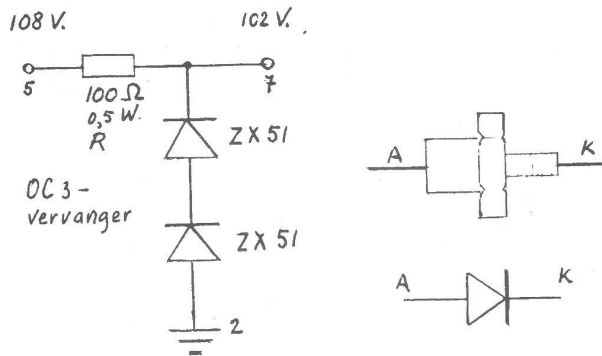 108 V.
102 V.
5
7
100 Ω
0,5 W.
R
ZX 51
OC 3 -
vervanger
ZX 51
2
A
K
A
K